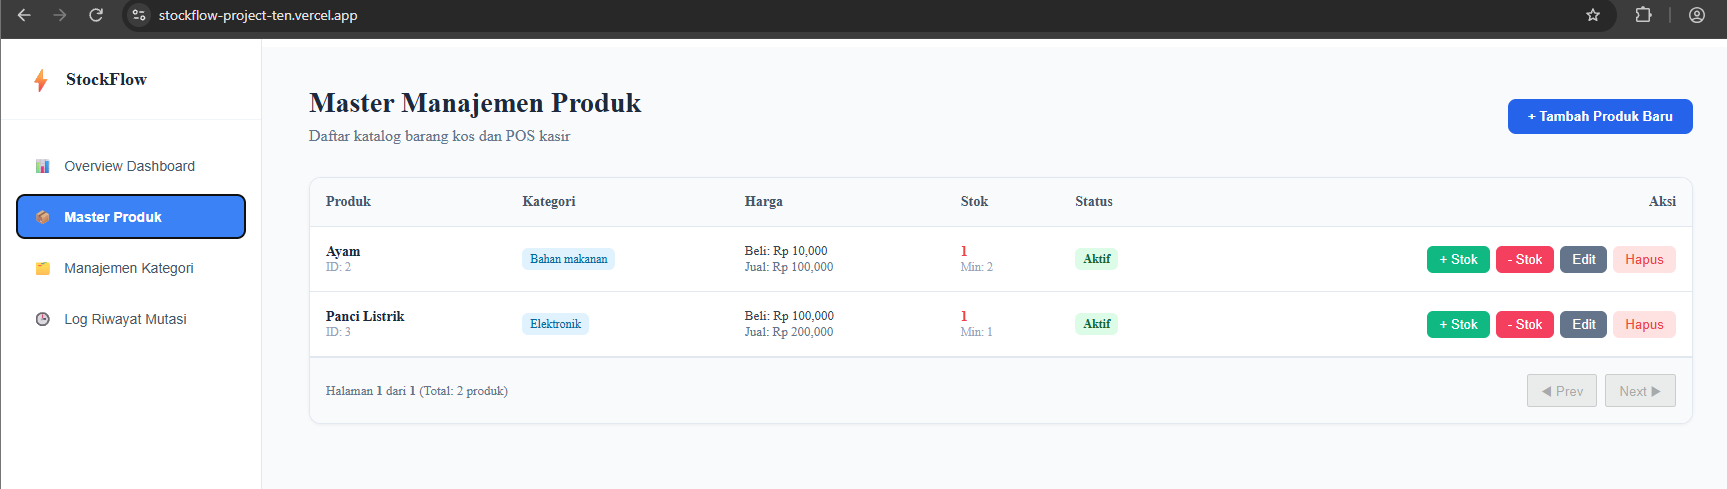 stockflow-project-ten.vercel.app
StockFlow
Overview Dashboard
Master Produk
Manajemen Kategori
Log Riwayat Mutasi
Master Manajemen Produk
Daftar katalog barang kos dan POS kasir
+ Tambah Produk Baru
Produk Kategori Harga Stok Status Aksi
Ayam
ID: 2
Bahan makanan
Beli: Rp 10,000
Jual: Rp 100,000
1
Min: 2
Aktif
+ Stok - Stok Edit Hapus
Panci Listrik
ID: 3
Elektronik
Beli: Rp 100,000
Jual: Rp 200,000
1
Min: 1
Aktif
+ Stok - Stok Edit Hapus
Halaman 1 dari 1 (Total: 2 produk)
◀ Prev Next ▶